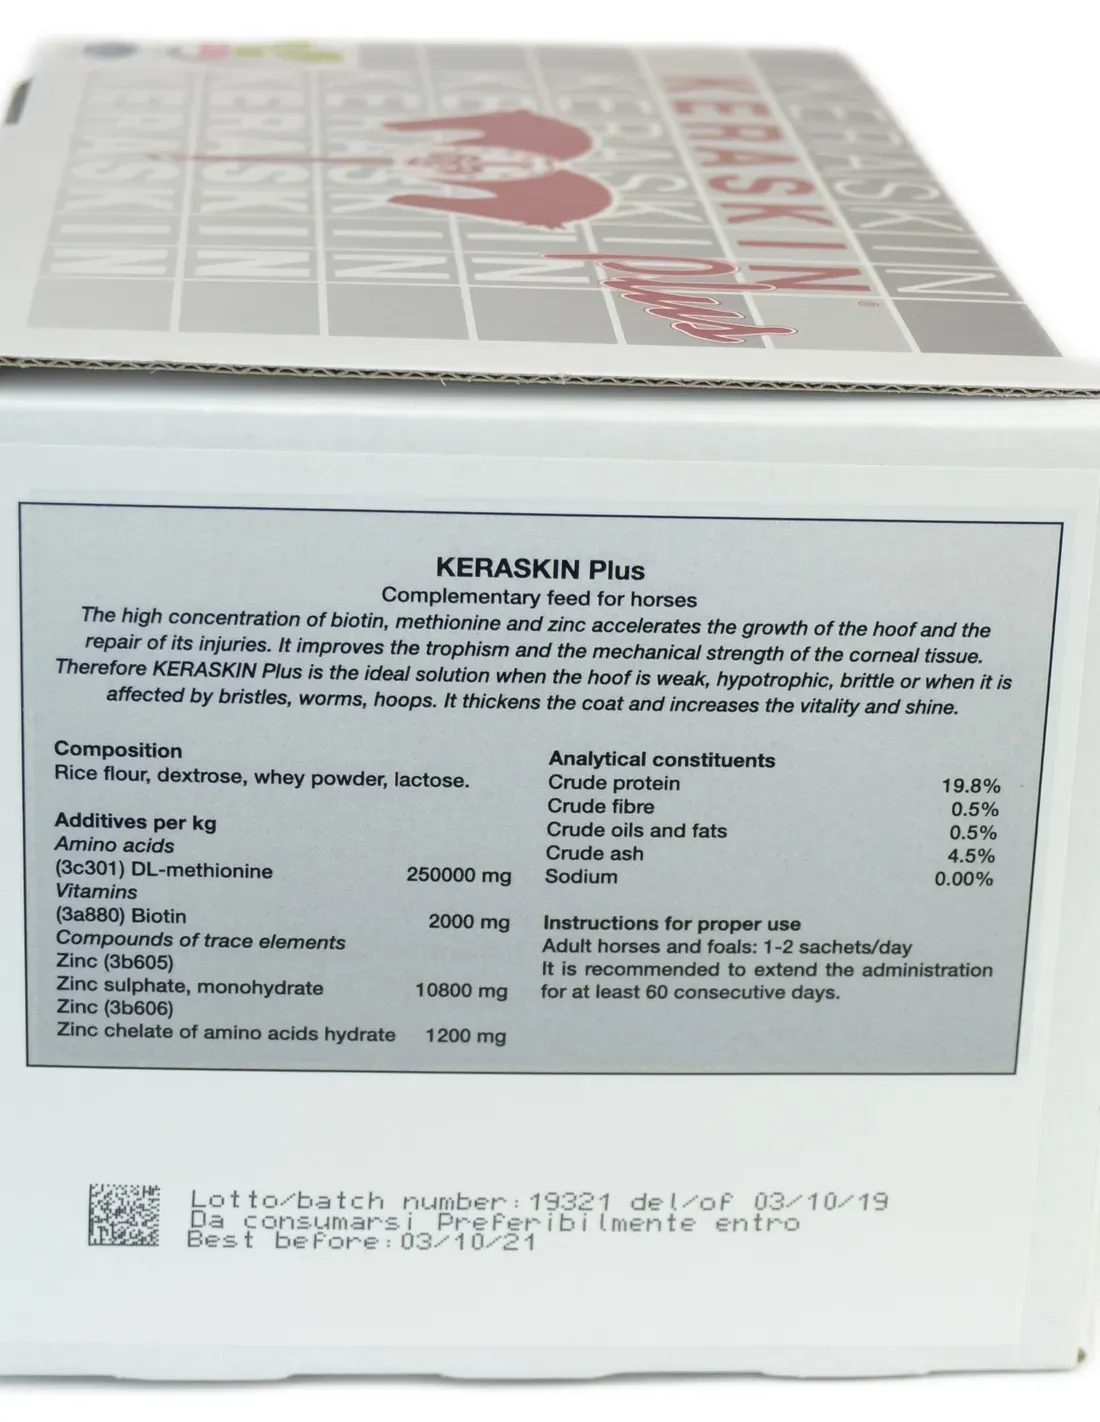 KERASKIN
KERASKIN
KERASKIN
KERASKIN
KERASKIN
KERASKIN®
plus
KERASKIN
KERASKIN Plus
Complementary feed for horses
The high concentration of biotin, methionine and zinc accelerates the growth of the hoof and the
repair of its injuries. It improves the trophism and the mechanical strength of the corneal tissue.
Therefore KERASKIN Plus is the ideal solution when the hoof is weak, hypotrophic, brittle or when it is
affected by bristles, worms, hoops. It thickens the coat and increases the vitality and shine.
Composition
Rice flour, dextrose, whey powder, lactose.
Additives per kg
Amino acids
(3c301) DL-methionine 250000 mg
Vitamins
(3a880) Biotin 2000 mg
Compounds of trace elements
Zinc (3b605)
Zinc sulphate, monohydrate 10800 mg
Zinc (3b606)
Zinc chelate of amino acids hydrate 1200 mg
Analytical constituents
Crude protein 19.8%
Crude fibre 0.5%
Crude oils and fats 0.5%
Crude ash 4.5%
Sodium 0.00%
Instructions for proper use
Adult horses and foals: 1-2 sachets/day
It is recommended to extend the administration
for at least 60 consecutive days.
Lotto/batch number:19321 del/of 03/10/19
Da consumarsi Preferibilmente entro
Best before:03/10/21